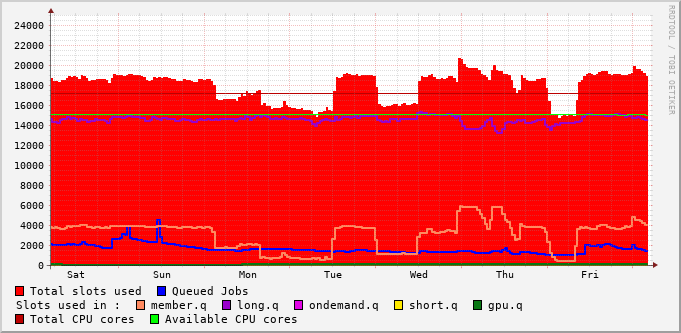 RRDTOOL / TOBI OETIKER
24000
22000
20000
18000
16000
14000
12000
10000
8000
6000
4000
2000
0
Sat Sun Mon Tue Wed Thu Fri
Total slots used Queued Jobs
Slots used in : member.q long.q ondemand.q short.q gpu.q
Total CPU cores Available CPU cores